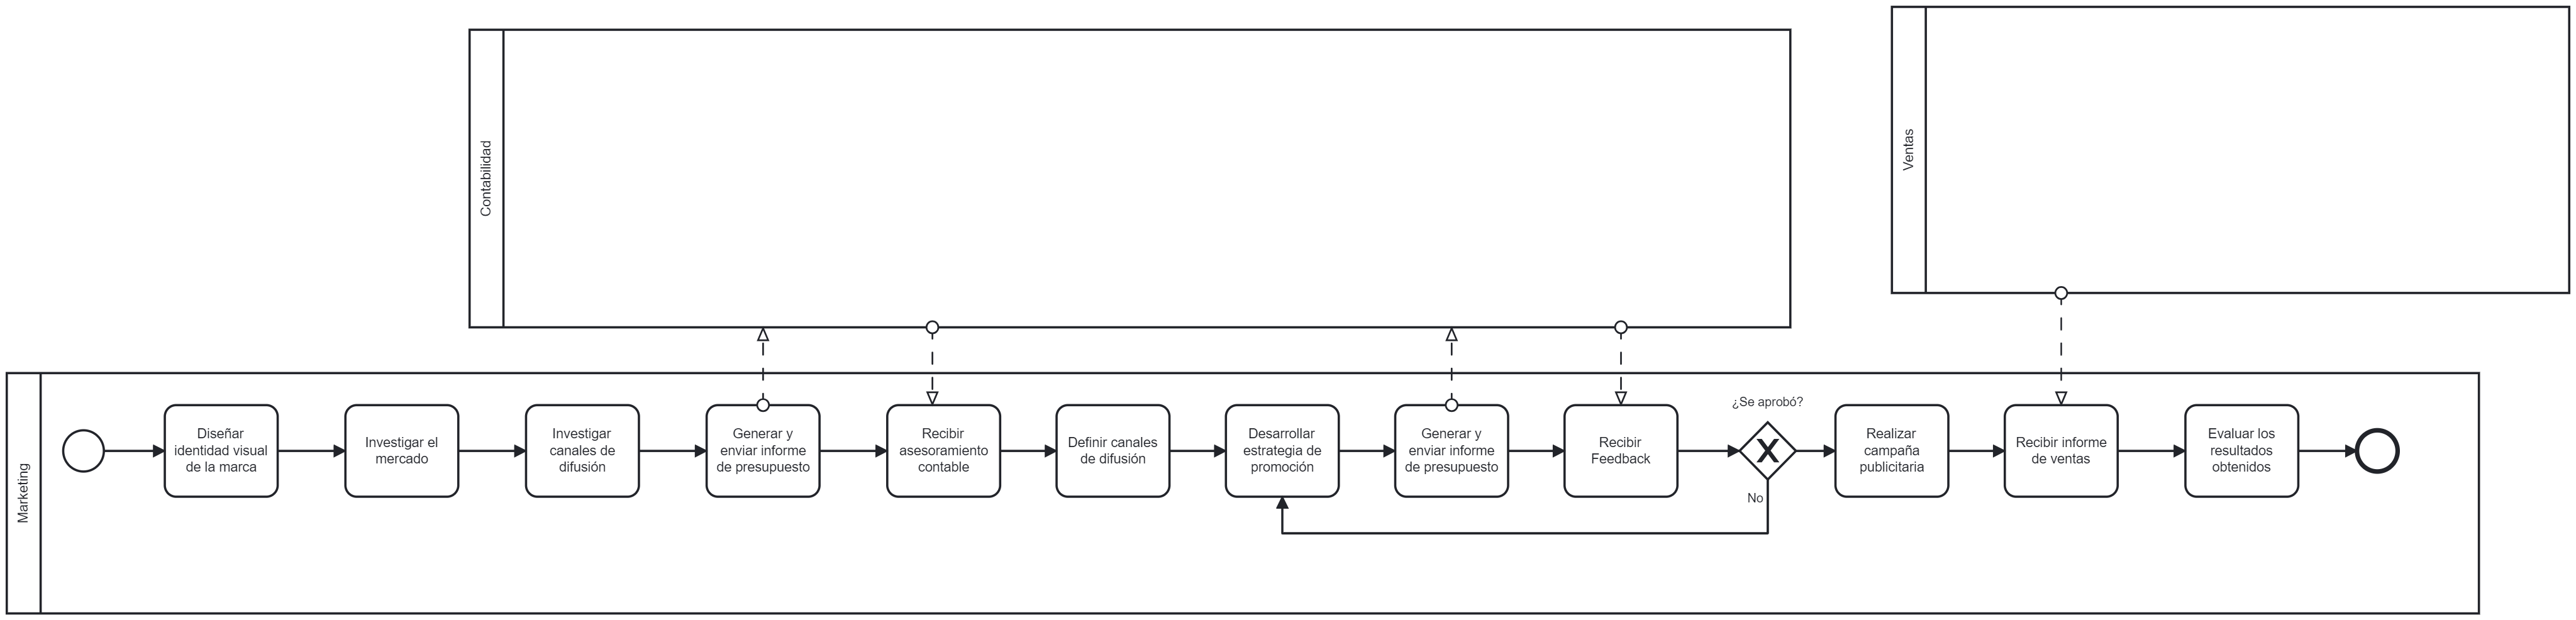 Contabilidad
Ventas
Marketing
Diseñar
identidad visual
de la marca
Investigar el
mercado
Investigar
canales de
difusión
Generar y
enviar informe
de presupuesto
Recibir
asesoramiento
contable
Definir canales
de difusión
Desarrollar
estrategia de
promoción
Generar y
enviar informe
de presupuesto
Recibir
Feedback
¿Se aprobó?
No
Realizar
campaña
publicitaria
Recibir informe
de ventas
Evaluar los
resultados
obtenidos